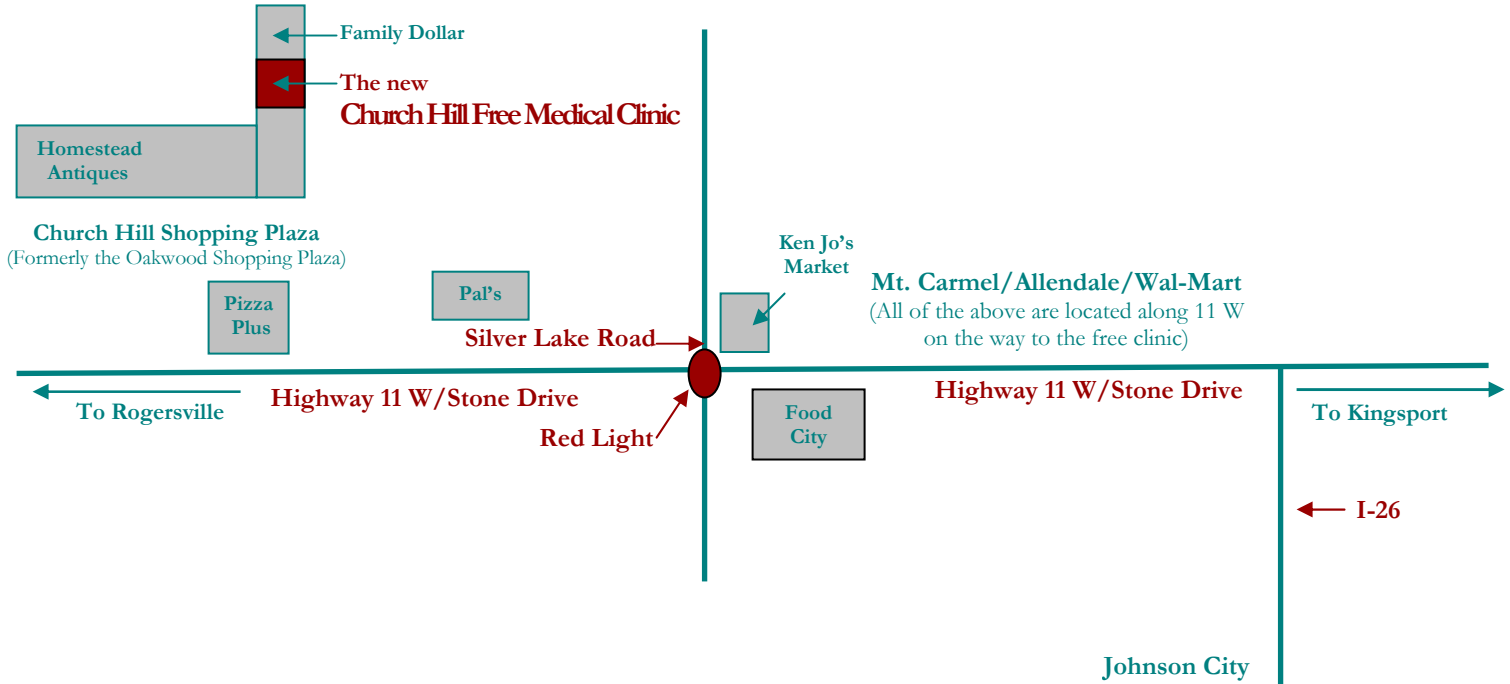 Family Dollar
The new
Church Hill Free Medical Clinic
Homestead
Antiques
Church Hill Shopping Plaza
(Formerly the Oakwood Shopping Plaza)
Pizza
Plus
Pal's
Silver Lake Road
Ken Jo's
Market
Mt. Carmel/Allendale/Wal-Mart
(All of the above are located along 11 W
on the way to the free clinic)
To Rogersville
Highway 11 W/Stone Drive
Red Light
Food
City
Highway 11 W/Stone Drive
To Kingsport
I-26
Johnson City